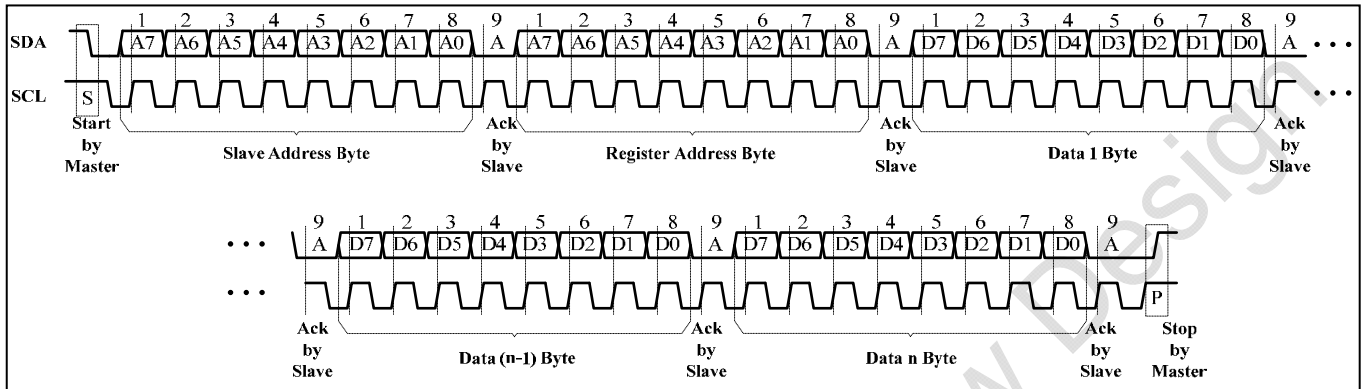 1 2 3 4 5 6 7 8 9 1 2 3 4 5 6 7 8 9 1 2 3 4 5 6 7 8 9
SDA A7 A6 A5 A4 A3 A2 A1 A0 A A7 A6 A5 A4 A3 A2 A1 A0 A D7 D6 D5 D4 D3 D2 D1 D0 A
SCL S
Start by Master
Slave Address Byte
Ack by Slave
Register Address Byte
Ack by Slave
Data 1 Byte
Ack by Slave
9 1 2 3 4 5 6 7 8 9 1 2 3 4 5 6 7 8 9
A D7 D6 D5 D4 D3 D2 D1 D0 A D7 D6 D5 D4 D3 D2 D1 D0 A
P
Ack by Slave
Data (n-1) Byte
Ack by Slave
Data n Byte
Ack by Slave
Stop by Master
Design